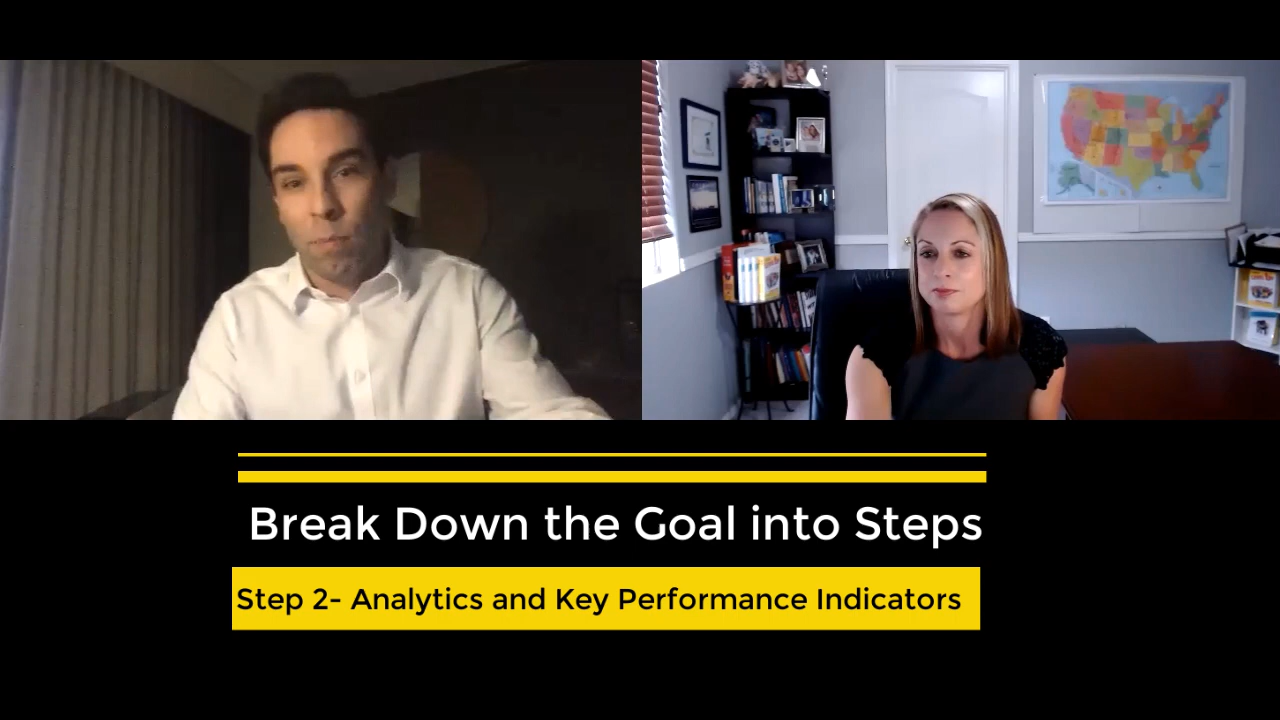 Break Down the Goal into Steps
Step 2- Analytics and Key Performance Indicators